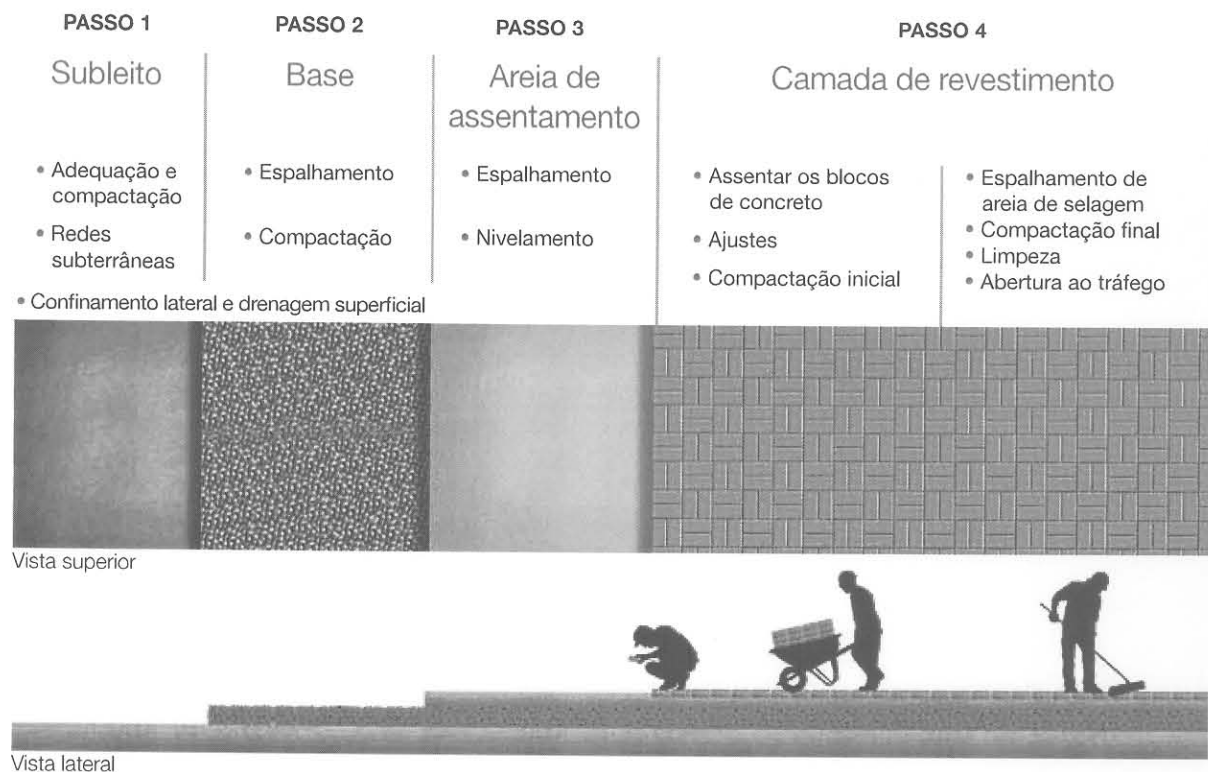 PASSO 1
Subleito
• Adequação e
compactação
• Redes
subterrâneas
PASSO 2
Base
• Espalhamento
• Compactação
• Confinamento lateral e drenagem superficial
PASSO 3
Areia de
assentamento
• Espalhamento
• Nivelamento
PASSO 4
Camada de revestimento
• Assentar os blocos
de concreto
• Ajustes
• Compactação inicial
• Espalhamento de
areia de selagem
• Compactação final
• Limpeza
• Abertura ao tráfego
Vista superior
Vista lateral